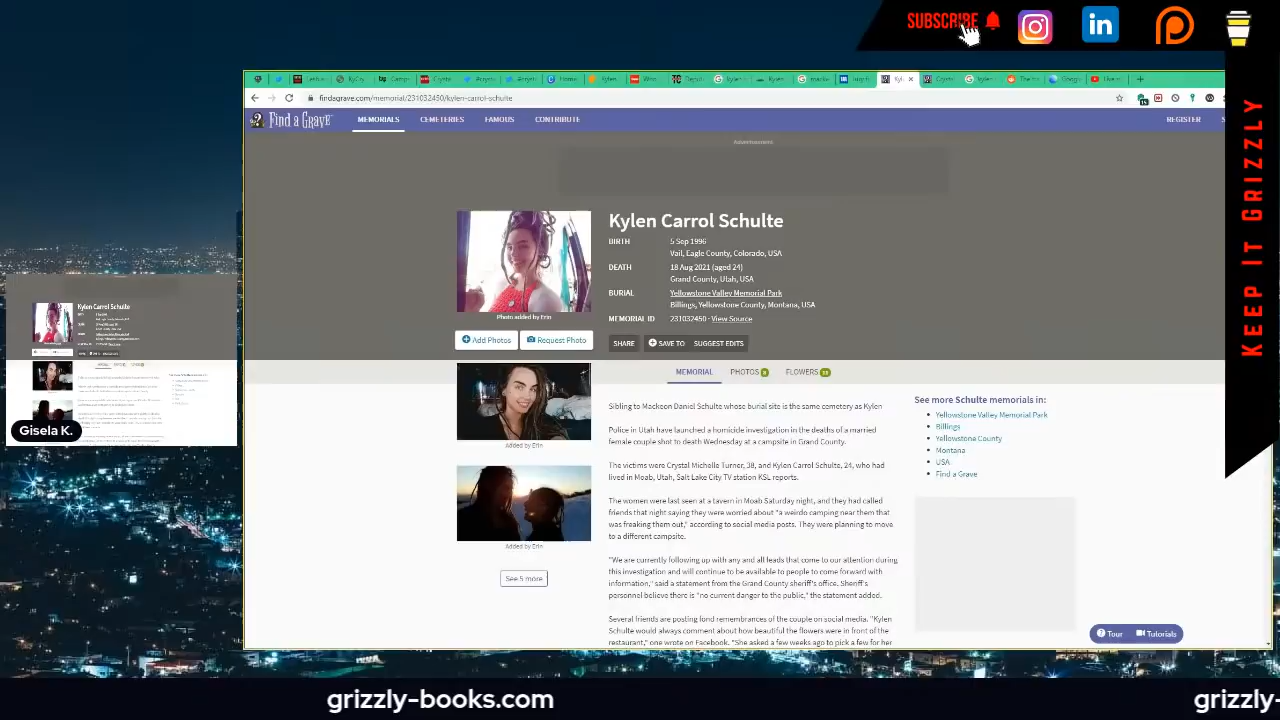 SUBSCRIBE
KEEP IT GRIZZLY
findagrave.com/memorial/231032450/kylen-carrol-schulte
Find a Grave
MEMORIALS
CEMETERIES
FAMOUS
CONTRIBUTE
REGISTER
Advertisement
Kylen Carrol Schulte
BIRTH 5 Sep 1996
Vail, Eagle County, Colorado, USA
DEATH 18 Aug 2021 (aged 24)
Grand County, Utah, USA
BURIAL Yellowstone Valley Memorial Park
Billings, Yellowstone County, Montana, USA
MEMORIAL ID 231032450 · View Source
Photo added by Erin
Add Photos
Request Photo
SHARE
SAVE TO
SUGGEST EDITS
MEMORIAL
PHOTOS
FLOWERS
Added by Erin
Added by Erin
See 5 more
Sibling to Mackeon Daniel Schulte whose burial site is the same cemetery as Kylen
Police in Utah have launched a homicide investigation in the deaths of a married
female couple shot to death Wednesday at a campsite in Grand County.
The victims were Crystal Michelle Turner, 38, and Kylen Carrol Schulte, 24, who had
lived in Moab, Utah, Salt Lake City TV station KSL reports.
The women were last seen at a tavern in Moab Saturday night, and they had called
friends that night saying they were worried about "a weirdo camping near them that
was freaking them out," according to social media posts. They were planning to move
to a different campsite.
"We are currently following up with any and all leads that come to our attention during
this investigation and will continue to be available to people to come forward with
information," said a statement from the Grand County sheriff's office. Sheriff's
personnel believe there is "no current danger to the public," the statement added.
Several friends are posting fond remembrances of the couple on social media. "Kylen
Schulte would always comment about how beautiful the flowers were in front of the
restaurant," one wrote on Facebook. "She asked a few weeks ago to pick a few for her
See more Schulte memorials in:
Yellowstone Valley Memorial Park
Billings
Yellowstone County
Montana
USA
Find a Grave
Tour
Tutorials
Kylen Carrol Schulte
Gisela K.
grizzly-books.com
grizzly-